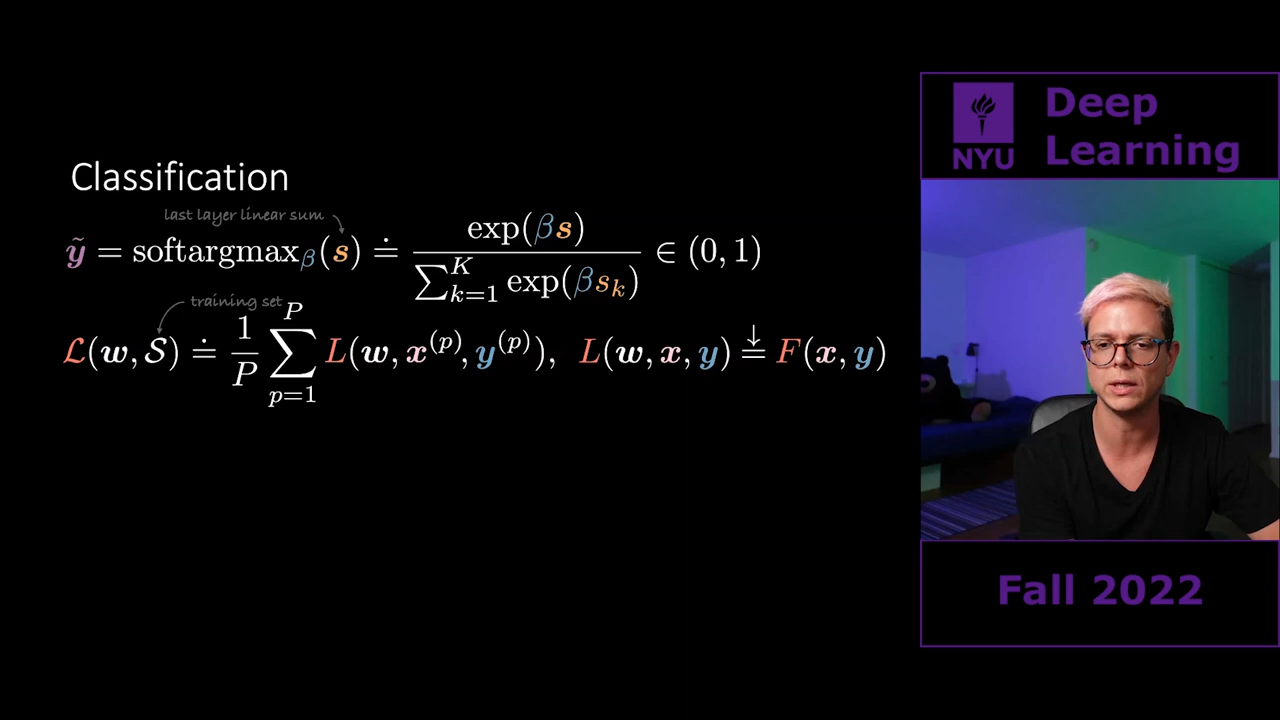 Classification
last layer linear sum
ỹ = softargmax_β(s) ≐ exp(βs) / ∑_{k=1}^{K} exp(βs_k) ∈ (0, 1)
training set
ℒ(w, 𝒮) ≐ 1/P ∑_{p=1}^{P} L(w, x^{(p)}, y^{(p)}), L(w, x, y) =↓ F(x, y)
NYU
Deep
Learning
Fall 2022